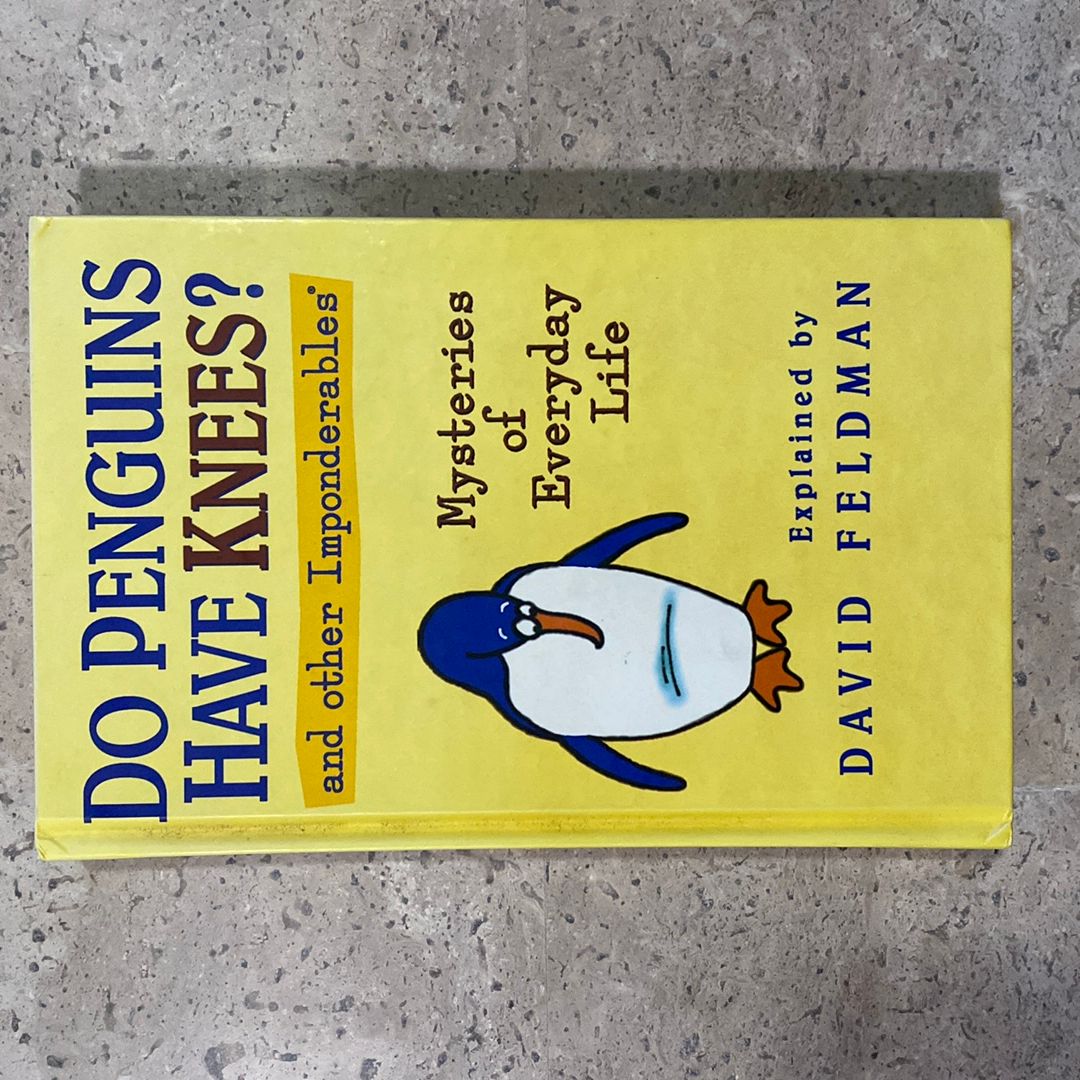 DO PENGUINS
HAVE KNEES?
and other Imponderables®
Mysteries
of
Everyday
Life
Explained by
DAVID FELDMAN